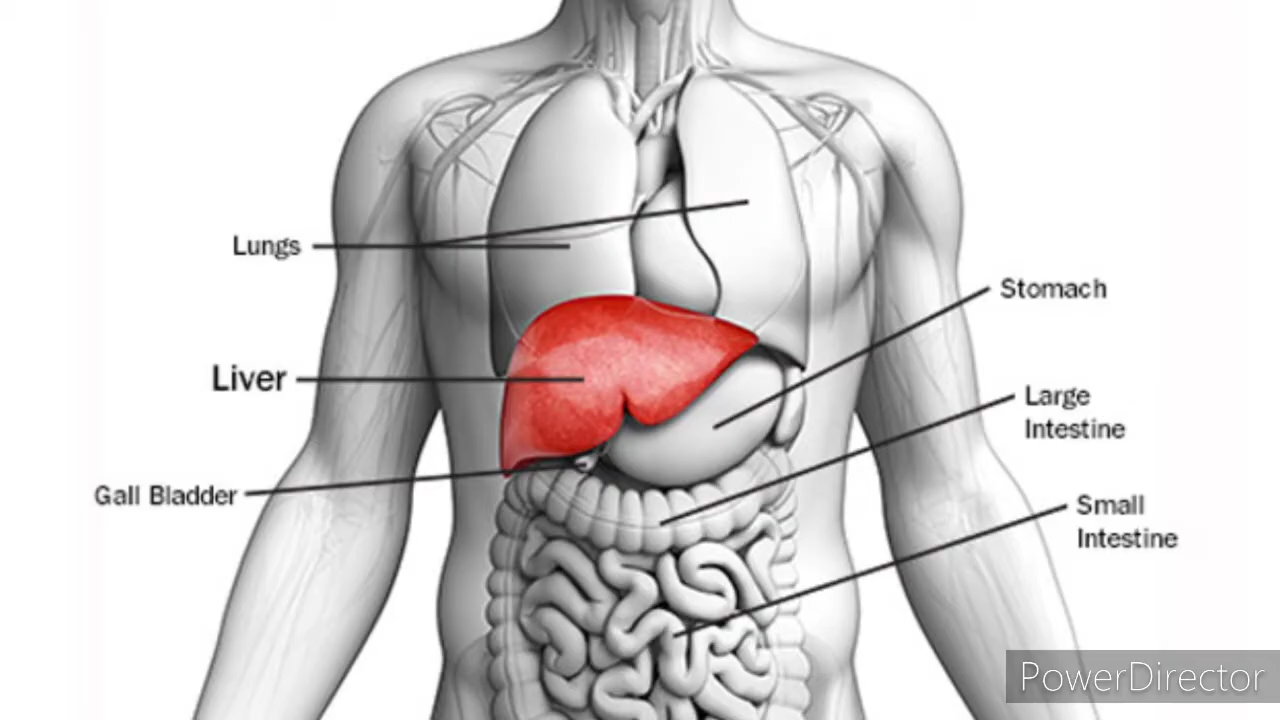 Lungs
Liver
Gall Bladder
Stomach
Large
Intestine
Small
Intestine
PowerDirector